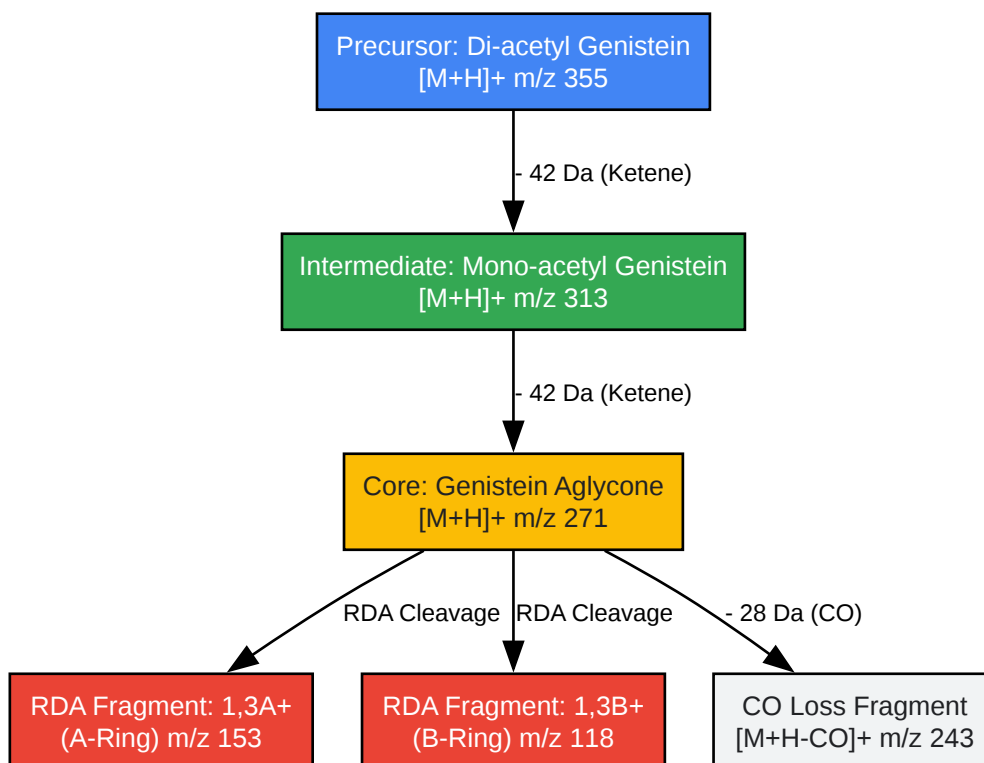 Precursor: Di-acetyl Genistein
[M+H]+ m/z 355
- 42 Da (Ketene)
Intermediate: Mono-acetyl Genistein
[M+H]+ m/z 313
- 42 Da (Ketene)
Core: Genistein Aglycone
[M+H]+ m/z 271
RDA Cleavage
RDA Cleavage
- 28 Da (CO)
RDA Fragment: 1,3A+
(A-Ring) m/z 153
RDA Fragment: 1,3B+
(B-Ring) m/z 118
CO Loss Fragment
[M+H-CO]+ m/z 243